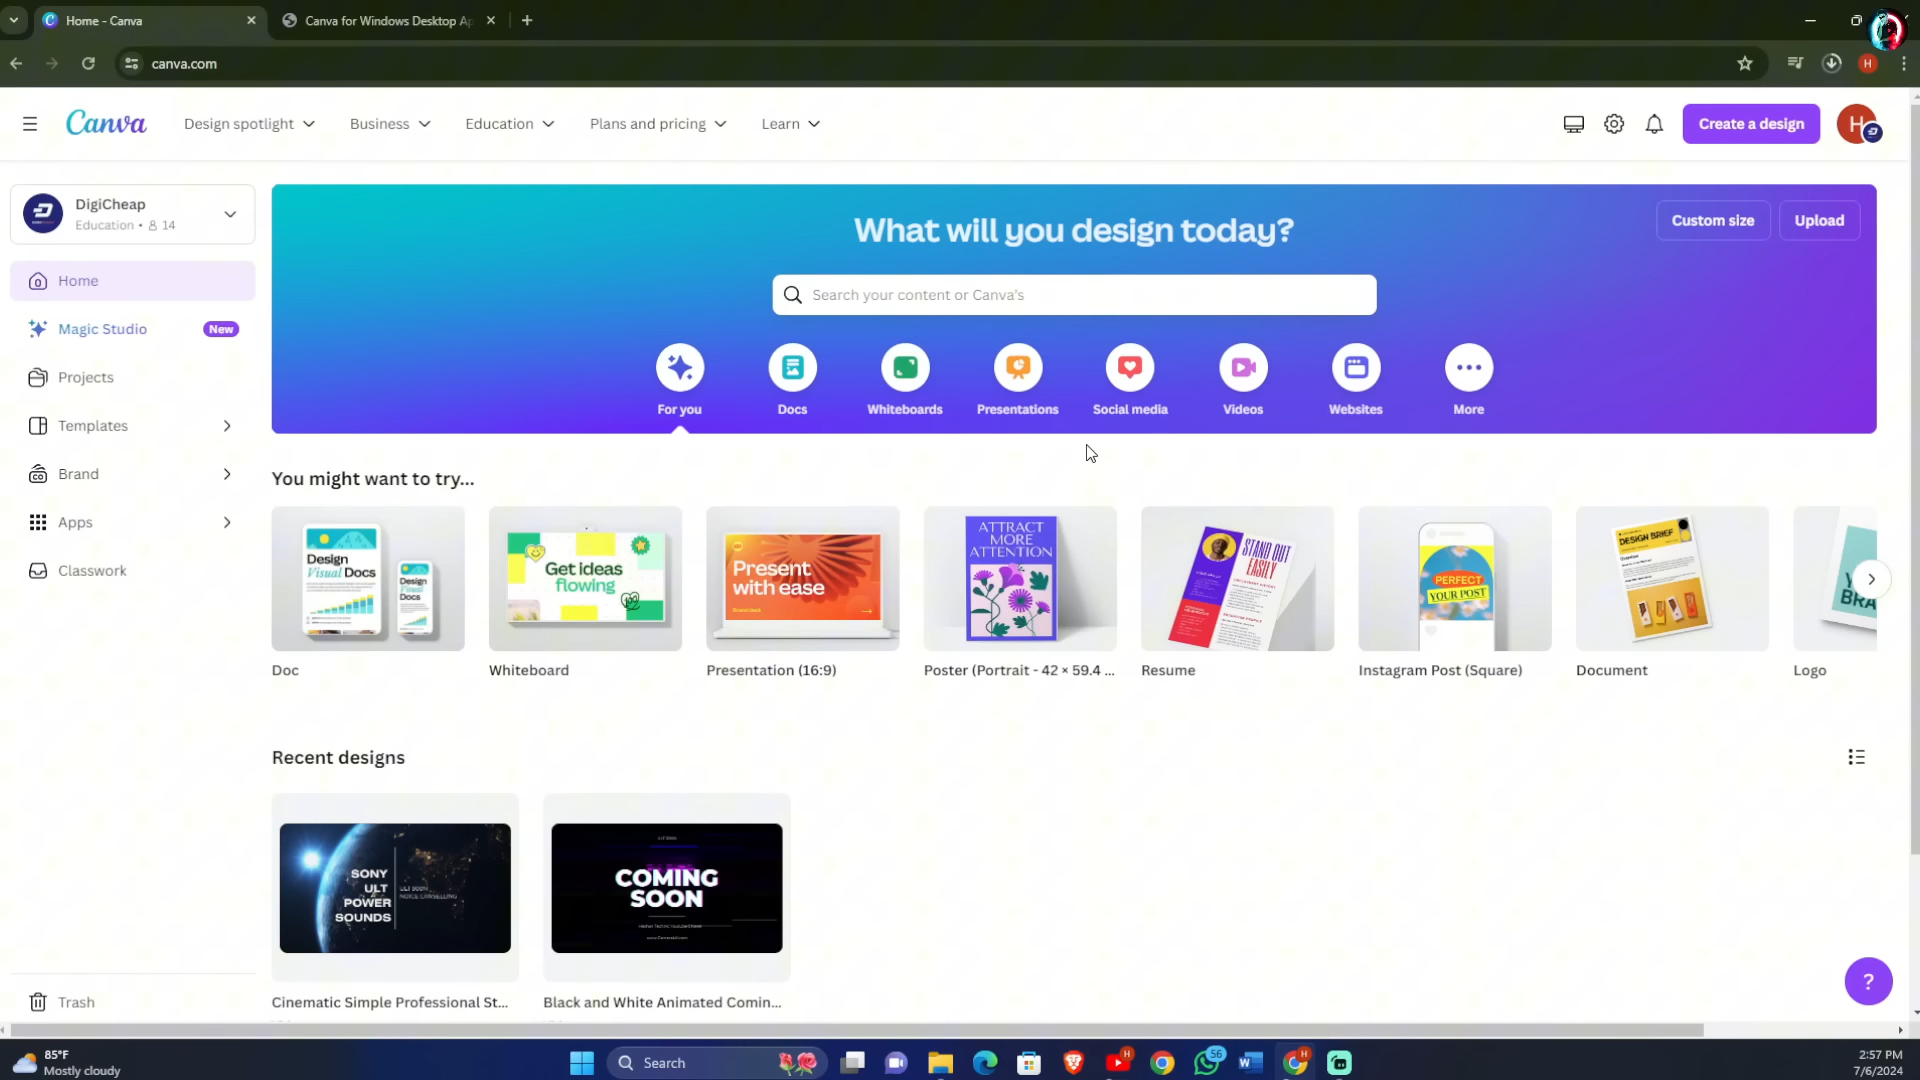 Home - Canva
Canva for Windows Desktop Ap
canva.com
Canva
Design spotlight
Business
Education
Plans and pricing
Learn
Create a design
H
DigiCheap
Education • 14
Home
Magic Studio New
Projects
Templates
Brand
Apps
Classwork
Trash
What will you design today?
Custom size
Upload
Search your content or Canva's
For you
Docs
Whiteboards
Presentations
Social media
Videos
Websites
More
You might want to try...
Design
Visual Docs
Design
Visual Docs
Get ideas
flowing
Present
with ease
ATTRACT
MORE
ATTENTION
STAND OUT
EASILY
PERFECT
YOUR POST
DESIGN BRIEF
Doc
Whiteboard
Presentation (16:9)
Poster (Portrait - 42 × 59.4 ...
Resume
Instagram Post (Square)
Document
Logo
Recent designs
SONY
ULT
POWER
SOUNDS
COMING
SOON
Cinematic Simple Professional St...
Black and White Animated Comin...
?
85°F
Mostly cloudy
Search
H
56
H
2:57 PM
7/6/2024